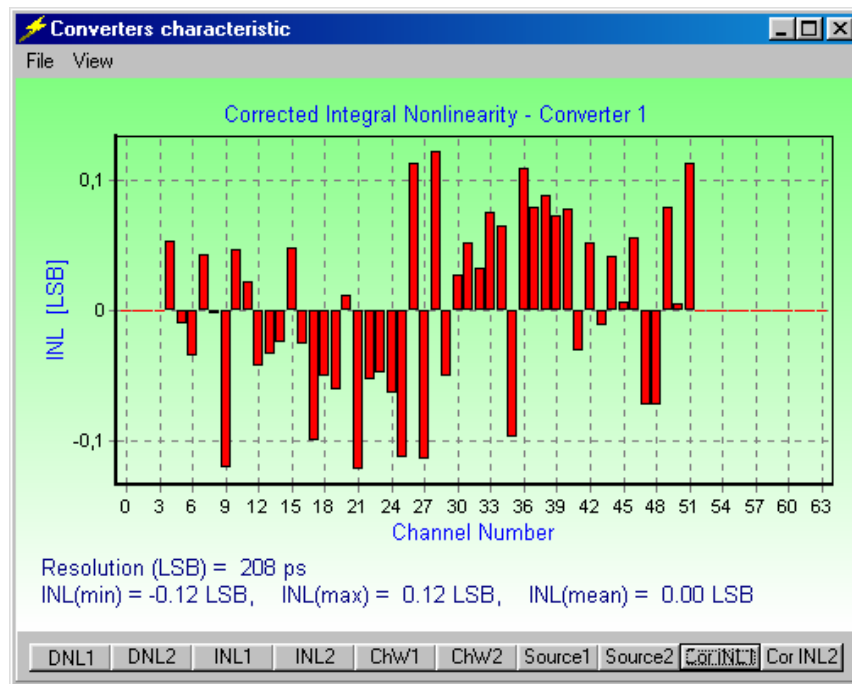 Converters characteristic
File View
Corrected Integral Nonlinearity - Converter 1
INL [LSB]
0,1
0
-0,1
0 3 6 9 12 15 18 21 24 27 30 33 36 39 42 45 48 51 54 57 60 63
Channel Number
Resolution (LSB) = 208 ps
INL(min) = -0.12 LSB, INL(max) = 0.12 LSB, INL(mean) = 0.00 LSB
DNL1 DNL2 INL1 INL2 ChW1 ChW2 Source1 Source2 Cor INL1 Cor INL2